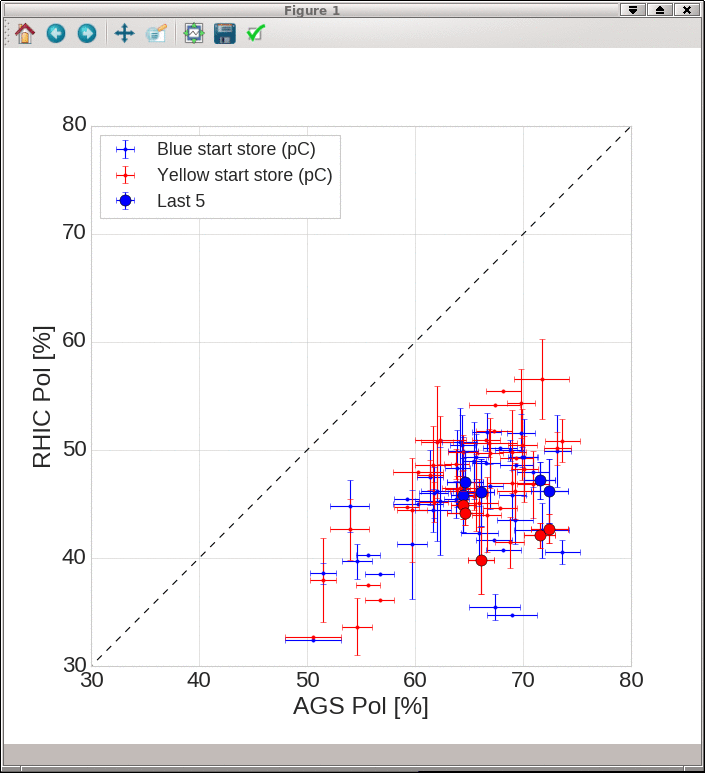 Figure 1
80
70
60
50
40
30
RHIC Pol [%]
Blue start store (pC)
Yellow start store (pC)
Last 5
30 40 50 60 70 80
AGS Pol [%]